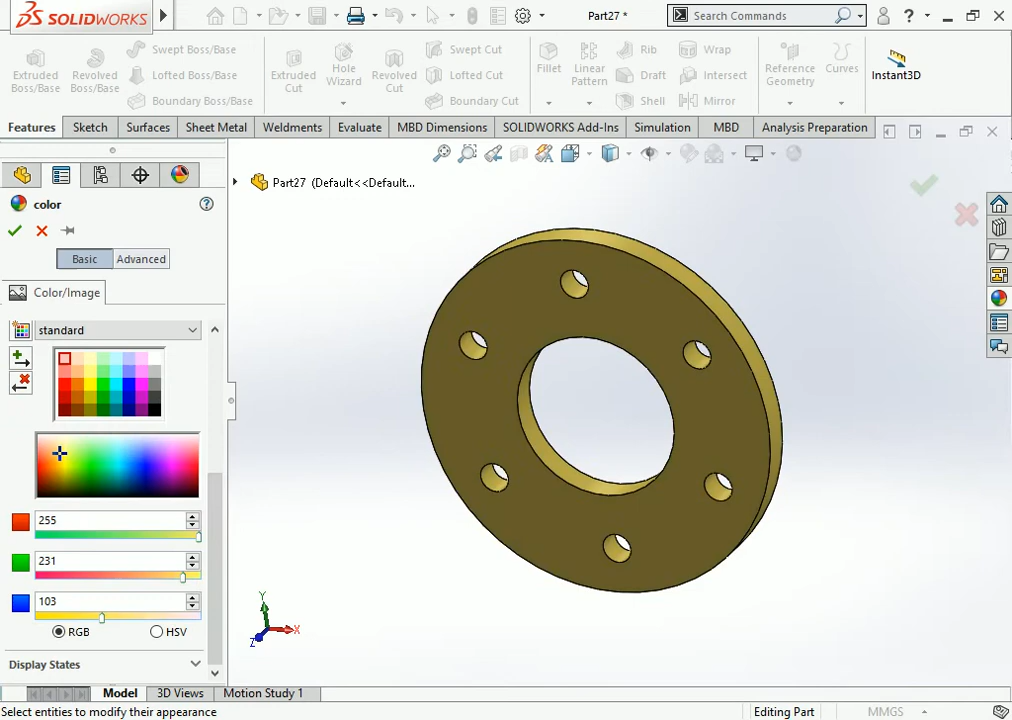 SOLIDWORKS
Part27 *
Search Commands
?
Extruded Boss/Base
Revolved Boss/Base
Swept Boss/Base
Lofted Boss/Base
Boundary Boss/Base
Extruded Cut
Hole Wizard
Revolved Cut
Swept Cut
Lofted Cut
Boundary Cut
Fillet
Linear Pattern
Rib
Draft
Shell
Wrap
Intersect
Mirror
Reference Geometry
Curves
Instant3D
Features
Sketch
Surfaces
Sheet Metal
Weldments
Evaluate
MBD Dimensions
SOLIDWORKS Add-Ins
Simulation
MBD
Analysis Preparation
Part27 (Default<<Default...
color
?
Basic
Advanced
Color/Image
standard
255
231
103
RGB
HSV
Display States
Y
X
Z
Model
3D Views
Motion Study 1
Select entities to modify their appearance
Editing Part
MMGS